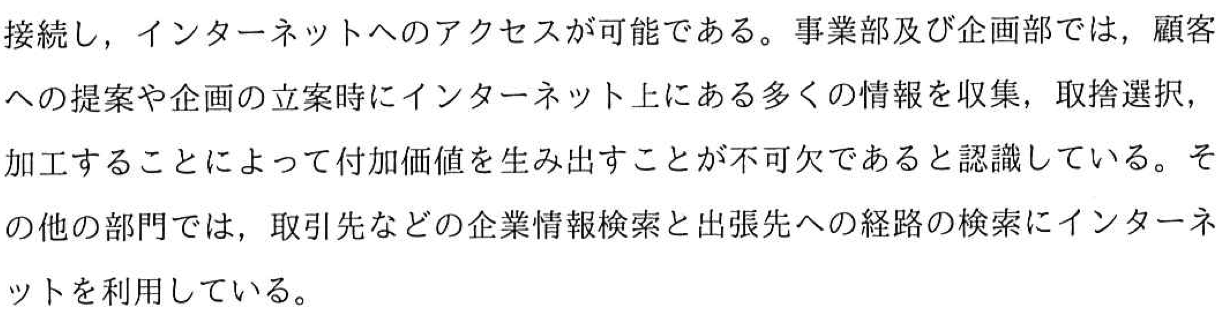 接続し，インターネットへのアクセスが可能である。事業部及び企画部では，顧客
への提案や企画の立案時にインターネット上にある多くの情報を収集，取捨選択，
加工することによって付加価値を生み出すことが不可欠であると認識している。そ
の他の部門では，取引先などの企業情報検索と出張先への経路の検索にインターネ
ットを利用している。